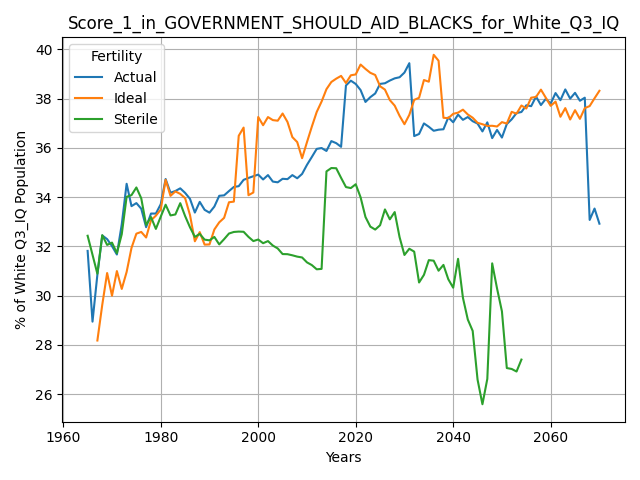 Score_1_in_GOVERNMENT_SHOULD_AID_BLACKS_for_White_Q3_IQ
Fertility
Actual
Ideal
Sterile
% of White Q3_IQ Population
40
38
36
34
32
30
28
26
1960
1980
2000
2020
2040
2060
Years